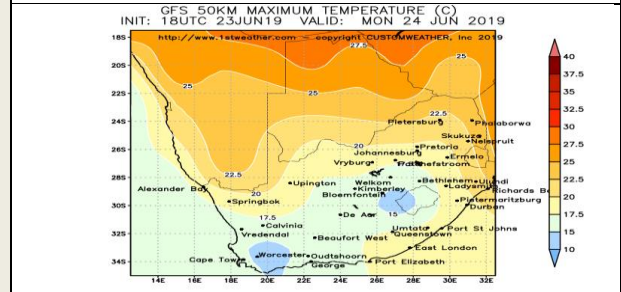 GFS 50KM MAXIMUM TEMPERATURE (C)
INIT: 18UTC 23JUN19 VALID: MON 24 JUN 2019
http://www.1stweather.com copyright CUSTOMWEATHER, Inc 2019
18S
20S
22S
24S
26S
28S
30S
32S
34S
14E 16E 18E 20E 22E 24E 26E 28E 30E 32E
27.5
25
25
25
22.5
Pietersburg
Phalaborwa
Skukuza
Nelspruit
20
Pretoria
Johannesburg
Ermelo
Vryburg
Potchefstroom
22.5
Welkom
Bethlehem
Ulundi
Alexander Bay
Upington
Kimberley
Ladysmith
20
Bloemfontein
Richards B
Springbok
Pietermaritzburg
Durban
17.5
De Aar
15
Calvinia
Vredendal
Umtata
Port St Johns
Beaufort West
Queenstown
East London
Worcester
Oudtshoorn
Cape Town
George
Port Elizabeth
40
37.5
35
32.5
30
27.5
25
22.5
20
17.5
15
10